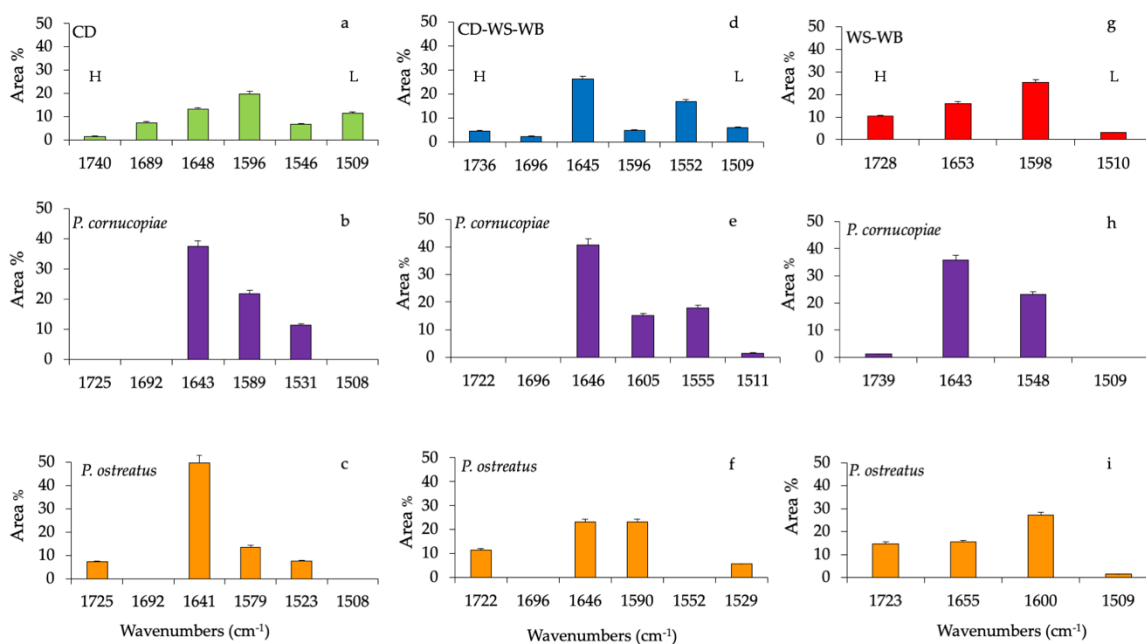 CD a
CD-WS-WB d
WS-WB g
H L
H L
H L
Area %
50
40
30
20
10
0
1740 1689 1648 1596 1546 1509
Area %
50
40
30
20
10
0
1736 1696 1645 1596 1552 1509
Area %
50
40
30
20
10
0
1728 1653 1598 1510
P. cornucopiae b
Area %
50
40
30
20
10
0
1725 1692 1643 1589 1531 1508
P. cornucopiae e
Area %
50
40
30
20
10
0
1722 1696 1646 1605 1555 1511
P. cornucopiae h
Area %
50
40
30
20
10
0
1739 1643 1548 1509
P. ostreatus c
Area %
50
40
30
20
10
0
1725 1692 1641 1579 1523 1508
Wavenumbers (cm-1)
P. ostreatus f
Area %
50
40
30
20
10
0
1722 1696 1646 1590 1552 1529
Wavenumbers (cm-1)
P. ostreatus i
Area %
50
40
30
20
10
0
1723 1655 1600 1509
Wavenumbers (cm-1)